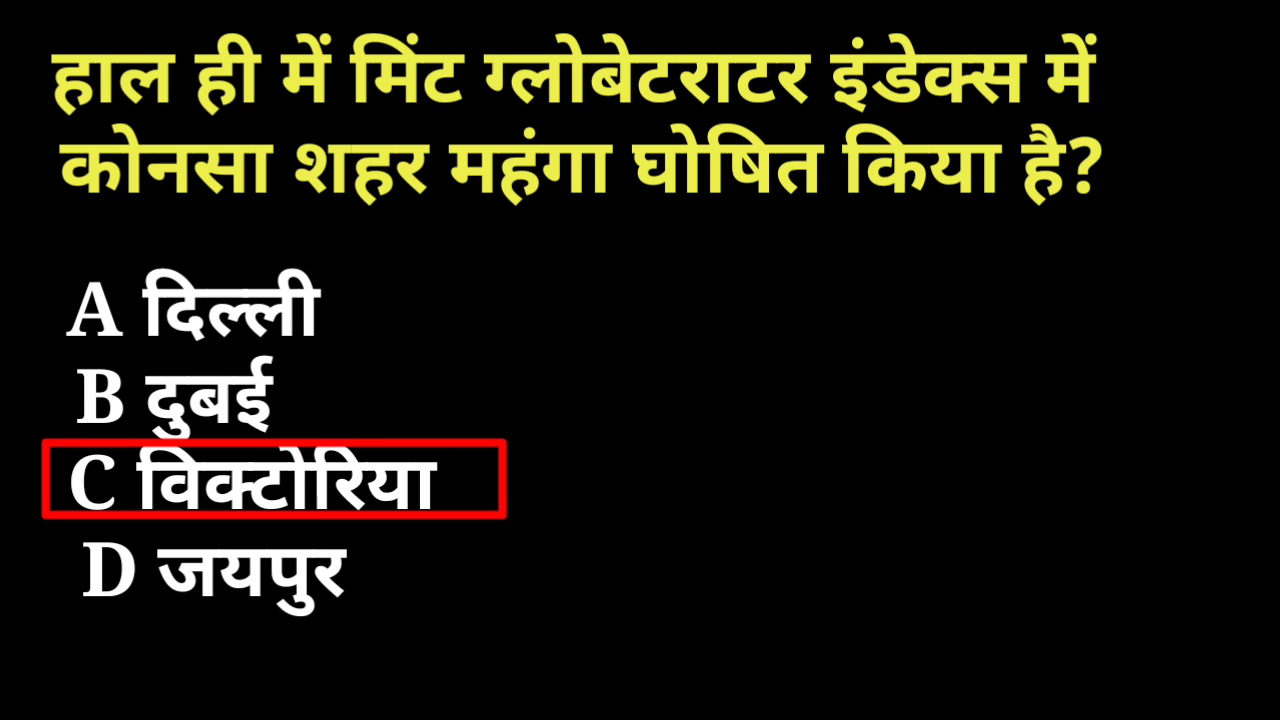 हाल ही में मिंट ग्लोबेटराटर इंडेक्स में
कोनसा शहर महंगा घोषित किया है?
A दिल्ली
B दुबई
C विक्टोरिया
D जयपुर